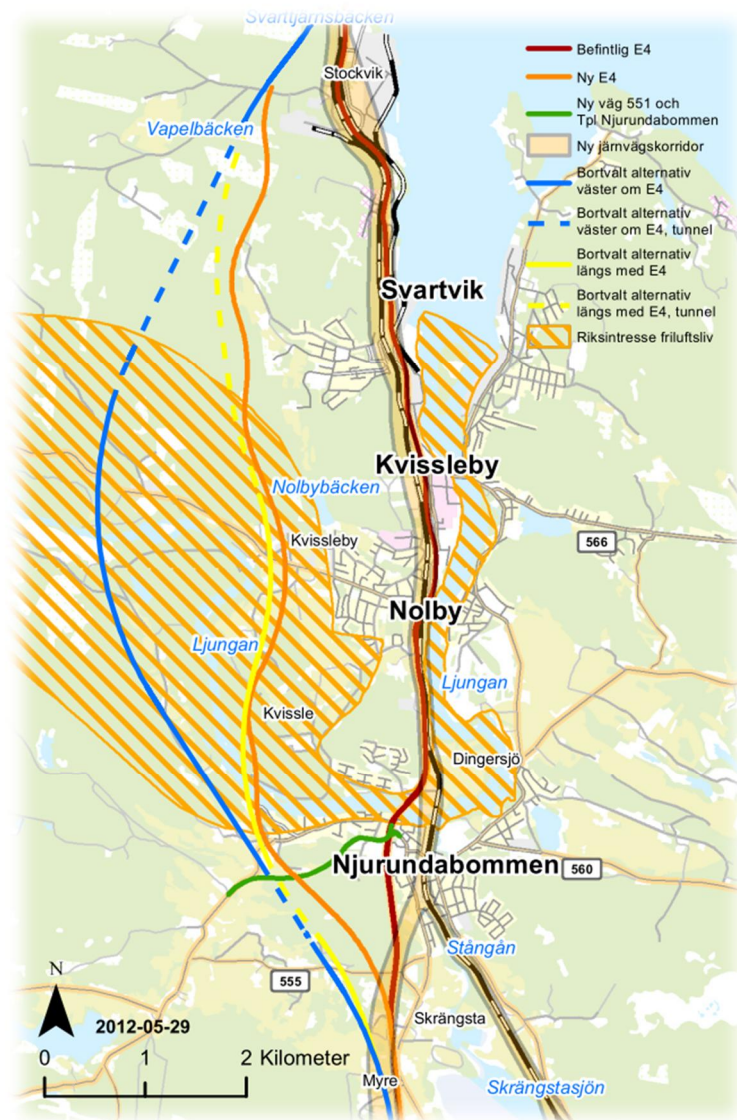 Svarttjärnsbäcken
Stockvik
Vapelbäcken
Befintlig E4
Ny E4
Ny väg 551 och
Tpl Njurundabommen
Ny järnvägskorridor
Bortvalt alternativ
väster om E4
Bortvalt alternativ
väster om E4, tunnel
Bortvalt alternativ
längs med E4
Bortvalt alternativ
längs med E4, tunnel
Riksintresse friluftsliv
Svartvik
Kvissleby
Nolbybäcken
Kvissleby
566
Nolby
Ljungan
Ljungan
Kvissle
Dingersjö
Njurundabommen
560
Stångån
555
Skrängsta
N
2012-05-29
0 1 2 Kilometer
Myre
Skrängstasjön